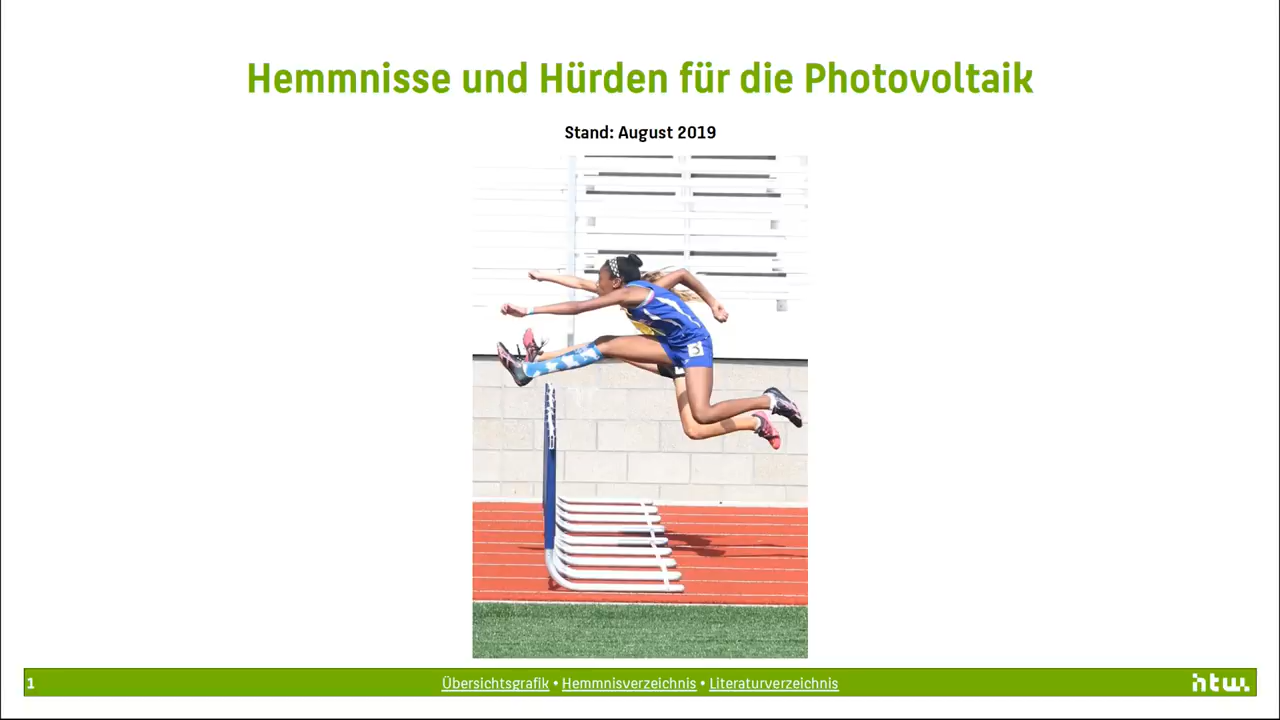 Hemmnisse und Hürden für die Photovoltaik
Stand: August 2019
1
Übersichtsgrafik • Hemmnisverzeichnis • Literaturverzeichnis
htw.